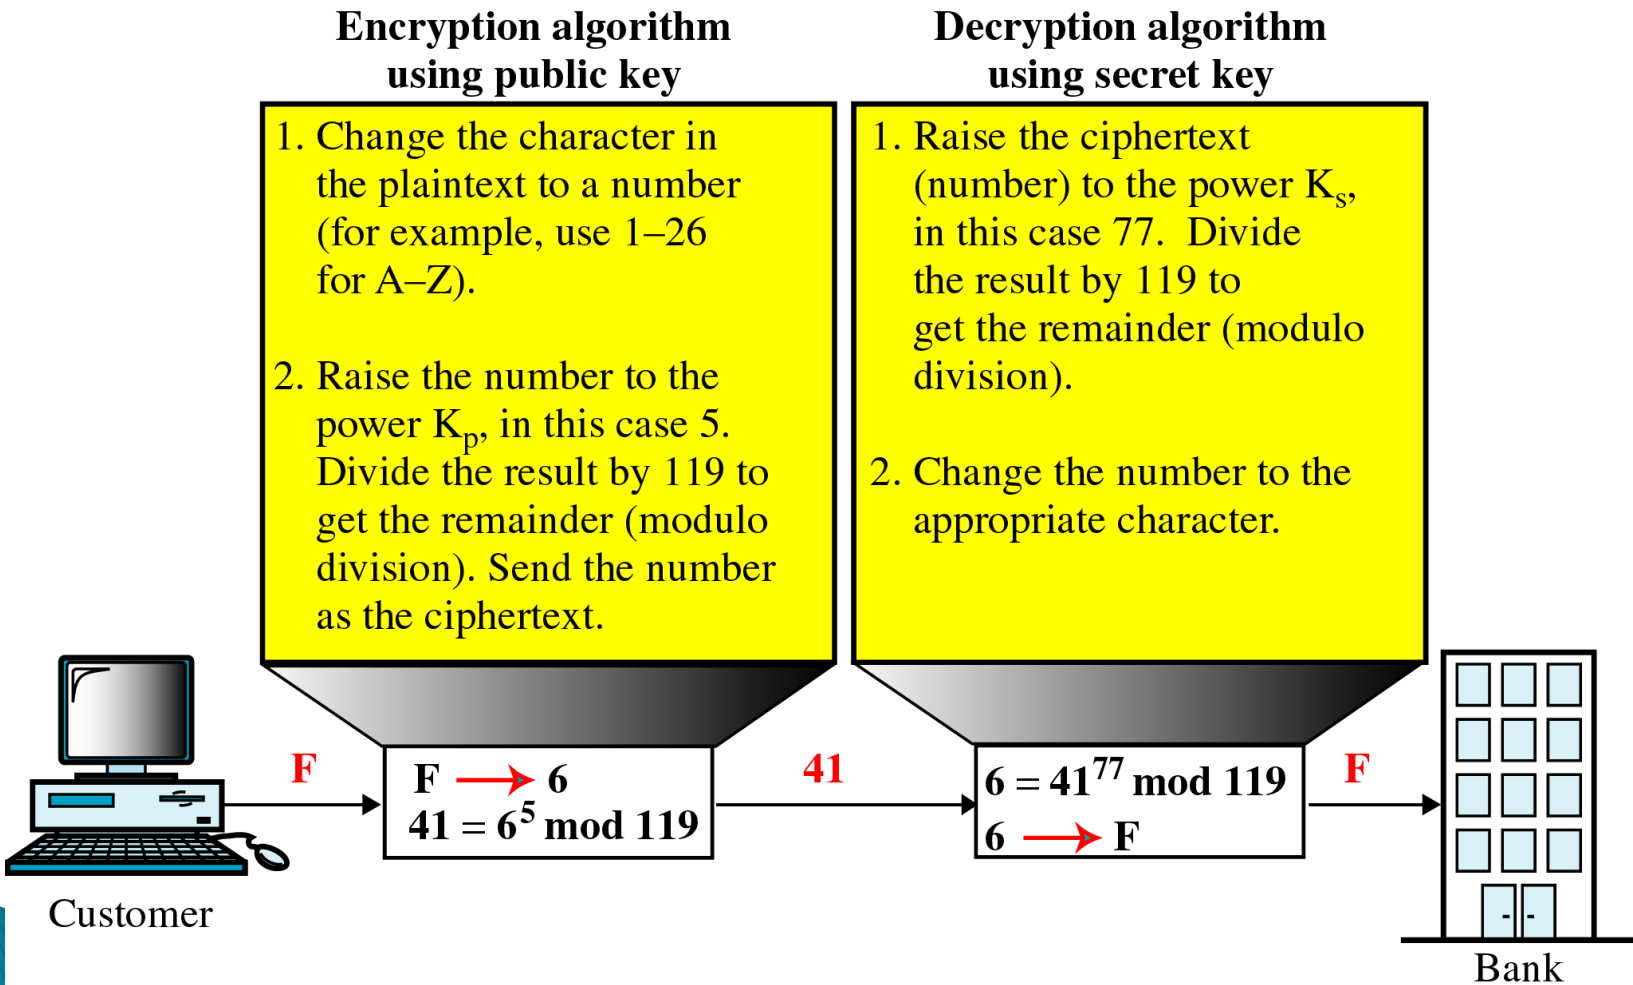 Encryption algorithm
using public key
1. Change the character in
the plaintext to a number
(for example, use 1–26
for A–Z).
2. Raise the number to the
power Kp, in this case 5.
Divide the result by 119 to
get the remainder (modulo
division). Send the number
as the ciphertext.
Decryption algorithm
using secret key
1. Raise the ciphertext
(number) to the power Ks,
in this case 77. Divide
the result by 119 to
get the remainder (modulo
division).
2. Change the number to the
appropriate character.
Customer
F
F → 6
41 = 6⁵ mod 119
41
6 = 41⁷⁷ mod 119
6 → F
F
Bank